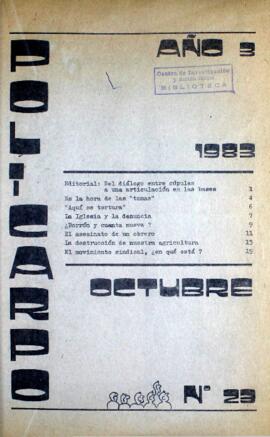 POLICARPO
AÑO 3
Centro de Investigación
BIBLIOTECA
1983
Editorial: Del diálogo entre cúpulas
a una articulación en las bases 1
Es la hora de las "tomas" 4
"Aquí se tortura" 6
La Iglesia y la denuncia 7
¿Borrón y cuenta nueva ? 9
El asesinato de un obrero 11
La destrucción de nuestra agricultura 13
El movimiento sindical, ¿en qué está ? 15
OCTUBRE
Nº 29